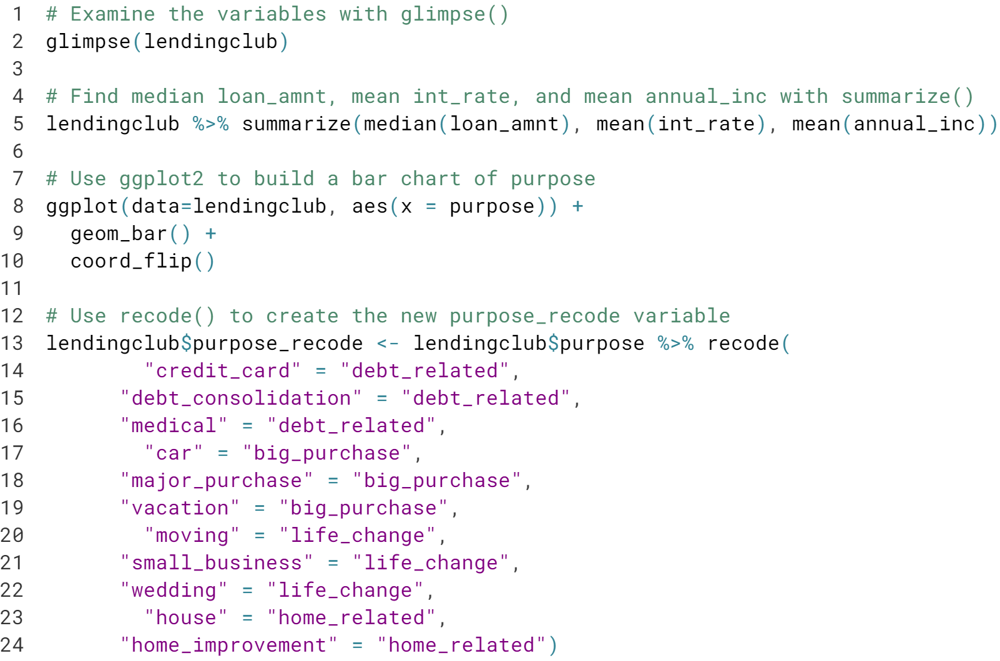 1 # Examine the variables with glimpse()
2 glimpse(lendingclub)
3
4 # Find median loan_amnt, mean int_rate, and mean annual_inc with summarize()
5 lendingclub %>% summarize(median(loan_amnt), mean(int_rate), mean(annual_inc))
6
7 # Use ggplot2 to build a bar chart of purpose
8 ggplot(data=lendingclub, aes(x = purpose)) +
9   geom_bar() +
10   coord_flip()
11
12 # Use recode() to create the new purpose_recode variable
13 lendingclub$purpose_recode <- lendingclub$purpose %>% recode(
14         "credit_card" = "debt_related",
15       "debt_consolidation" = "debt_related",
16       "medical" = "debt_related",
17         "car" = "big_purchase",
18       "major_purchase" = "big_purchase",
19       "vacation" = "big_purchase",
20         "moving" = "life_change",
21       "small_business" = "life_change",
22       "wedding" = "life_change",
23         "house" = "home_related",
24       "home_improvement" = "home_related")